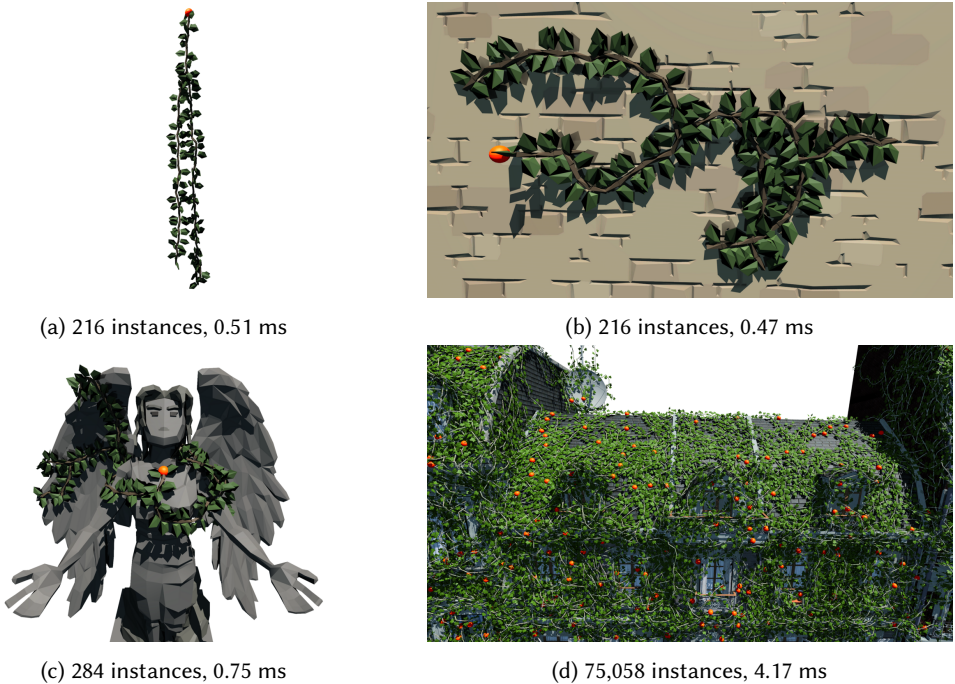 (a) 216 instances, 0.51 ms
(b) 216 instances, 0.47 ms
(c) 284 instances, 0.75 ms
(d) 75,058 instances, 4.17 ms